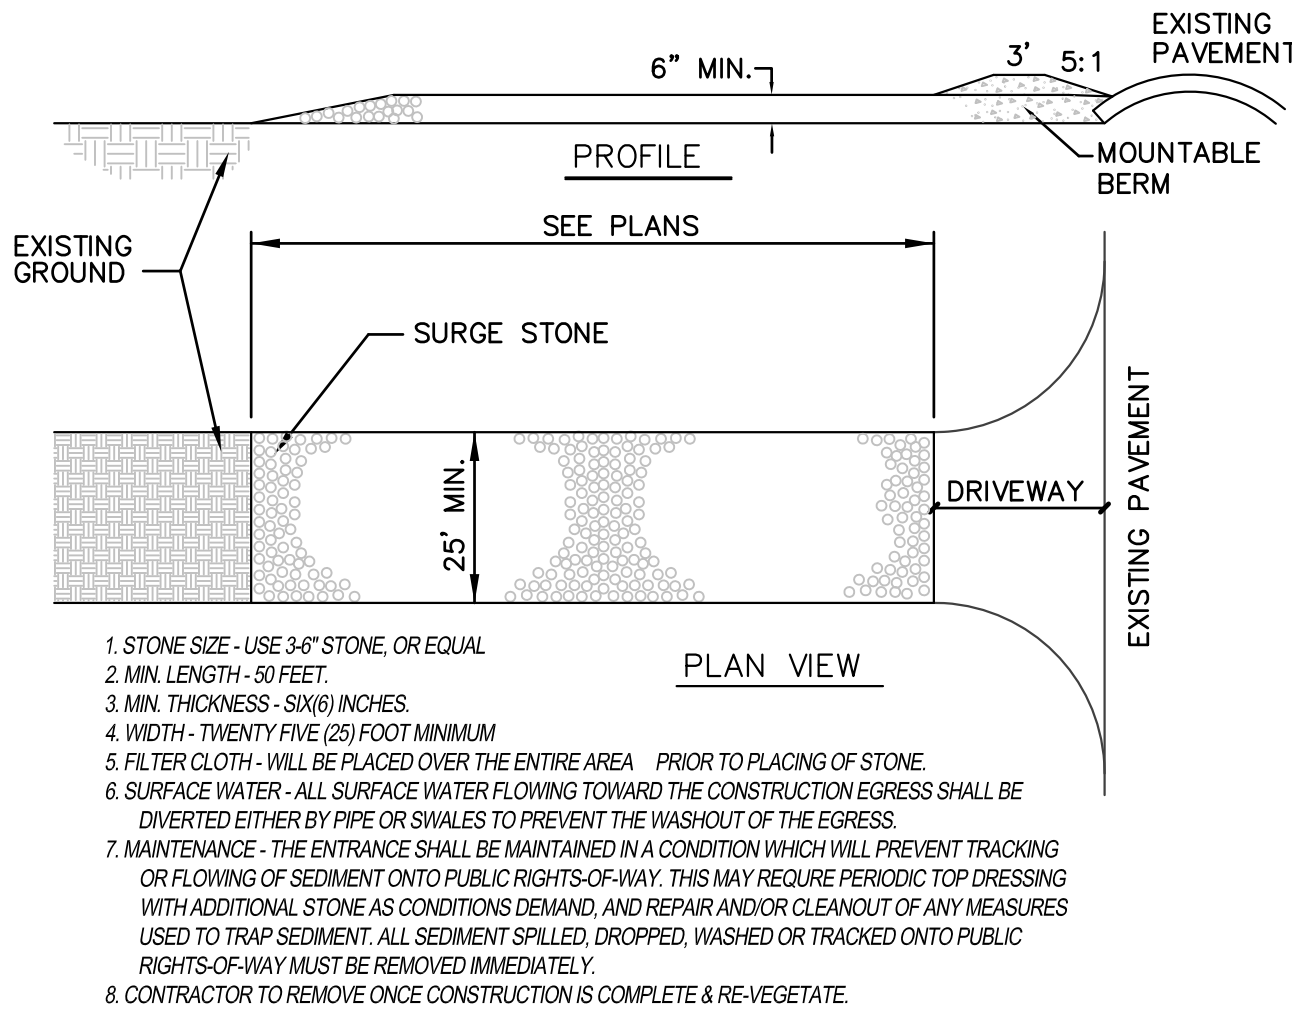 EXISTING
PAVEMENT
3' 5:1
6" MIN.
PROFILE
MOUNTABLE
BERM
SEE PLANS
EXISTING
GROUND
SURGE STONE
25' MIN.
DRIVEWAY
EXISTING PAVEMENT
PLAN VIEW
1. STONE SIZE - USE 3-6" STONE, OR EQUAL
2. MIN. LENGTH - 50 FEET.
3. MIN. THICKNESS - SIX(6) INCHES.
4. WIDTH - TWENTY FIVE (25) FOOT MINIMUM
5. FILTER CLOTH - WILL BE PLACED OVER THE ENTIRE AREA PRIOR TO PLACING OF STONE.
6. SURFACE WATER - ALL SURFACE WATER FLOWING TOWARD THE CONSTRUCTION EGRESS SHALL BE
DIVERTED EITHER BY PIPE OR SWALES TO PREVENT THE WASHOUT OF THE EGRESS.
7. MAINTENANCE - THE ENTRANCE SHALL BE MAINTAINED IN A CONDITION WHICH WILL PREVENT TRACKING
OR FLOWING OF SEDIMENT ONTO PUBLIC RIGHTS-OF-WAY. THIS MAY REQURE PERIODIC TOP DRESSING
WITH ADDITIONAL STONE AS CONDITIONS DEMAND, AND REPAIR AND/OR CLEANOUT OF ANY MEASURES
USED TO TRAP SEDIMENT. ALL SEDIMENT SPILLED, DROPPED, WASHED OR TRACKED ONTO PUBLIC
RIGHTS-OF-WAY MUST BE REMOVED IMMEDIATELY.
8. CONTRACTOR TO REMOVE ONCE CONSTRUCTION IS COMPLETE & RE-VEGETATE.